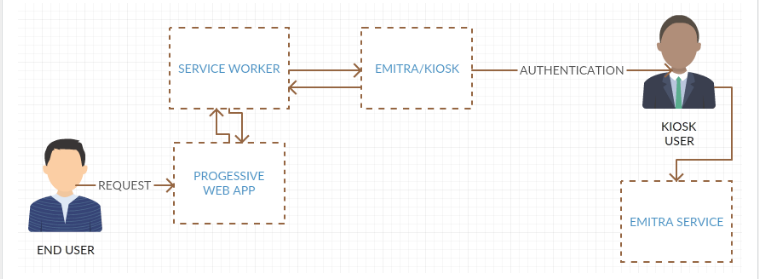 SERVICE WORKER
EMITRA/KIOSK
AUTHENTICATION
KIOSK
USER
PROGESSIVE
WEB APP
REQUEST
END USER
EMITRA SERVICE